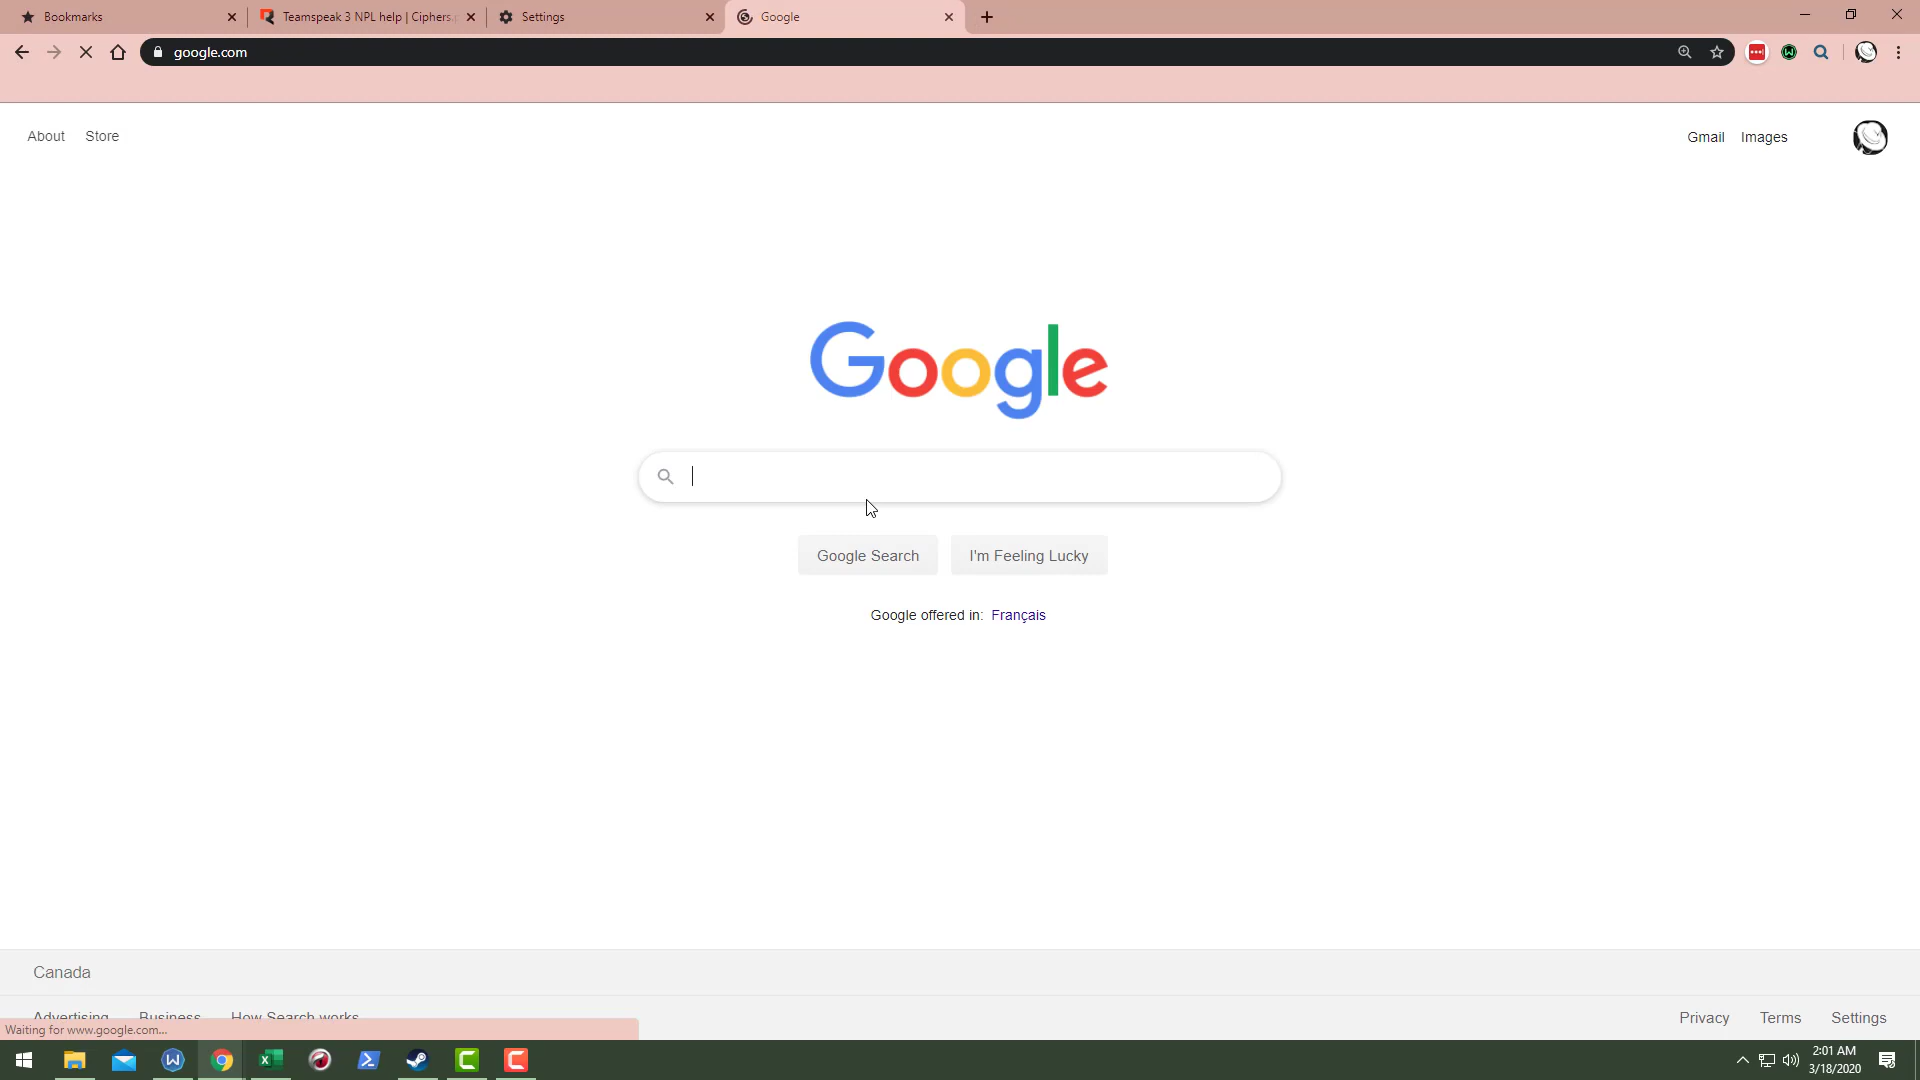 Bookmarks
Teamspeak 3 NPL help | Ciphers.
Settings
Google
google.com
About Store
Gmail Images
Google
Google Search
I'm Feeling Lucky
Google offered in: Français
Canada
Advertising Business How Search works
Privacy Terms Settings
Waiting for www.google.com...
2:01 AM
3/18/2020